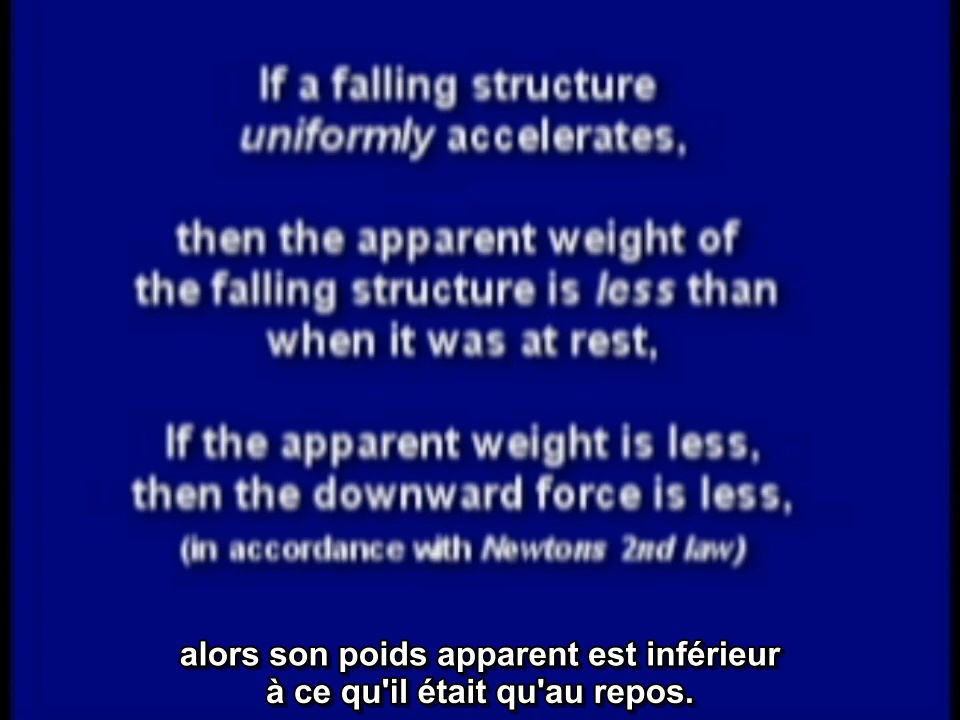 If a falling structure
uniformly accelerates,
then the apparent weight of
the falling structure is less than
when it was at rest,
If the apparent weight is less,
then the downward force is less,
(in accordance with Newtons 2nd law)
alors son poids apparent est inférieur
à ce qu'il était qu'au repos.